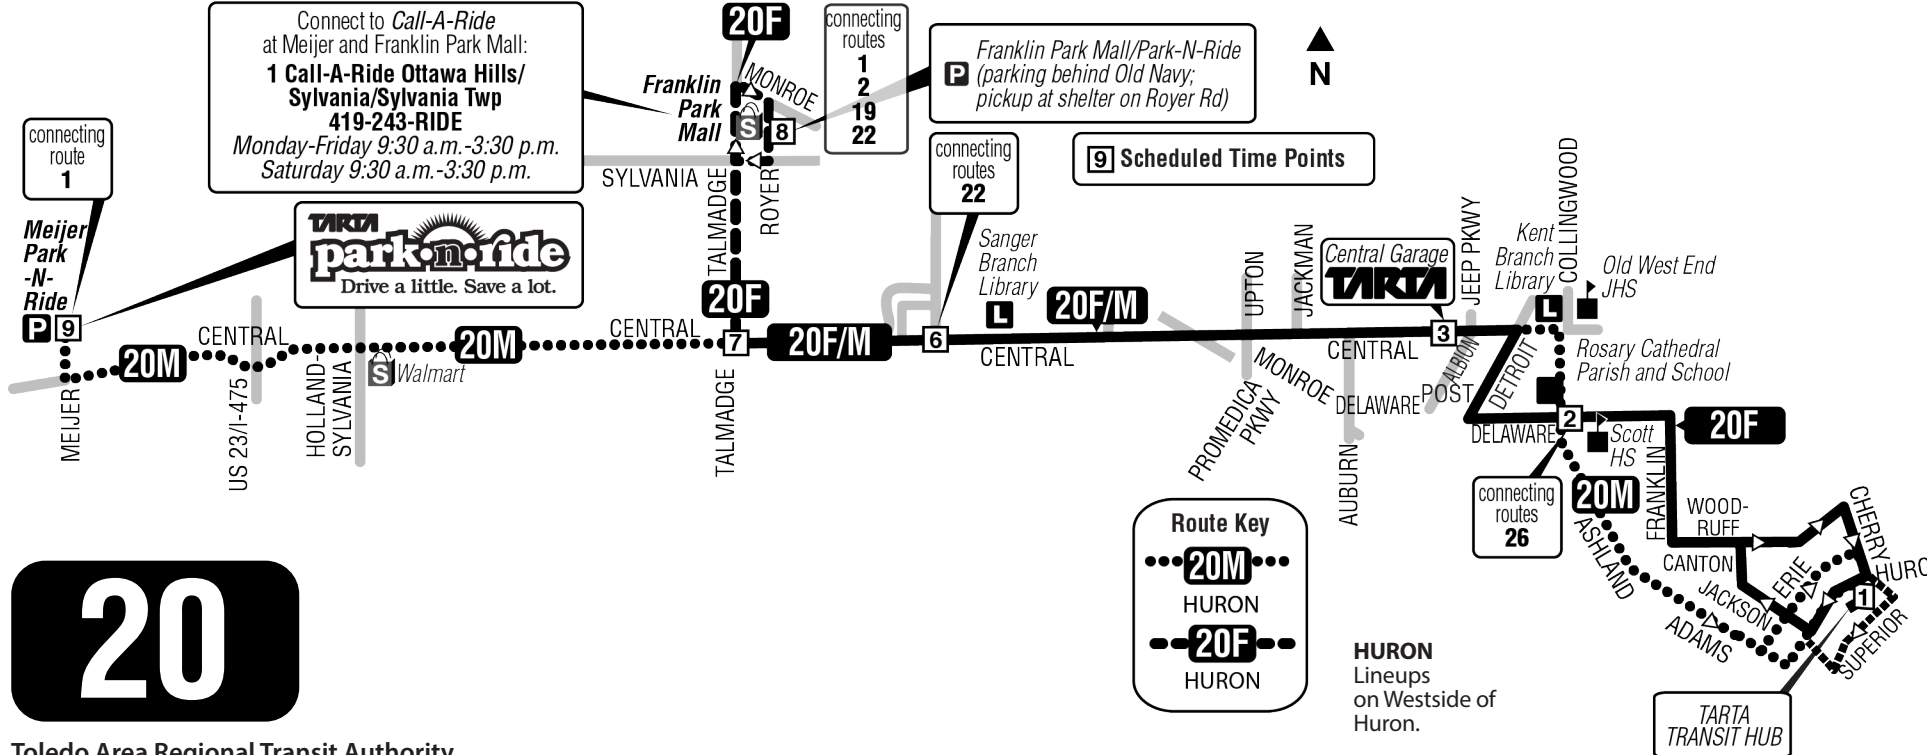 Connect to Call-A-Ride
at Meijer and Franklin Park Mall:
1 Call-A-Ride Ottawa Hills/
Sylvania/Sylvania Twp
419-243-RIDE
Monday-Friday 9:30 a.m.-3:30 p.m.
Saturday 9:30 a.m.-3:30 p.m.
20F
connecting
routes
1
2
19
22
P
Franklin Park Mall/Park-N-Ride
(parking behind Old Navy;
pickup at shelter on Royer Rd)
N
Franklin
Park
Mall
MONROE
S
8
connecting
route
1
connecting
routes
22
9 Scheduled Time Points
SYLVANIA
TALMADGE
ROYER
COLLINGWOOD
TARTA
park·n·ride
Drive a little. Save a lot.
Meijer
Park
-N-
Ride
P
9
Sanger
Branch
Library
L
UPTON
JACKMAN
Central Garage
TARTA
JEEP PKWY
Kent
Branch
Library
L
Old West End
JHS
20F
20F/M
CENTRAL
20M
CENTRAL
20M
7
20F/M
6
CENTRAL
3
CENTRAL
Rosary Cathedral
Parish and School
S
Walmart
MEIJER
US 23/I-475
HOLLAND-
SYLVANIA
TALMADGE
PROMEDICA
PKWY
MONROE
DELAWARE
AUBURN
POST
ALBION
DETROIT
DELAWARE
2
20F
Scott
HS
FRANKLIN
connecting
routes
26
20M
ASHLAND
WOOD-
RUFF
CHERRY
CANTON
ERIE
HURO
JACKSON
1
ADAMS
SUPERIOR
Route Key
20M
HURON
20F
HURON
HURON
Lineups
on Westside of
Huron.
TARTA
TRANSIT HUB
20
Toledo Area Regional Transit Authority